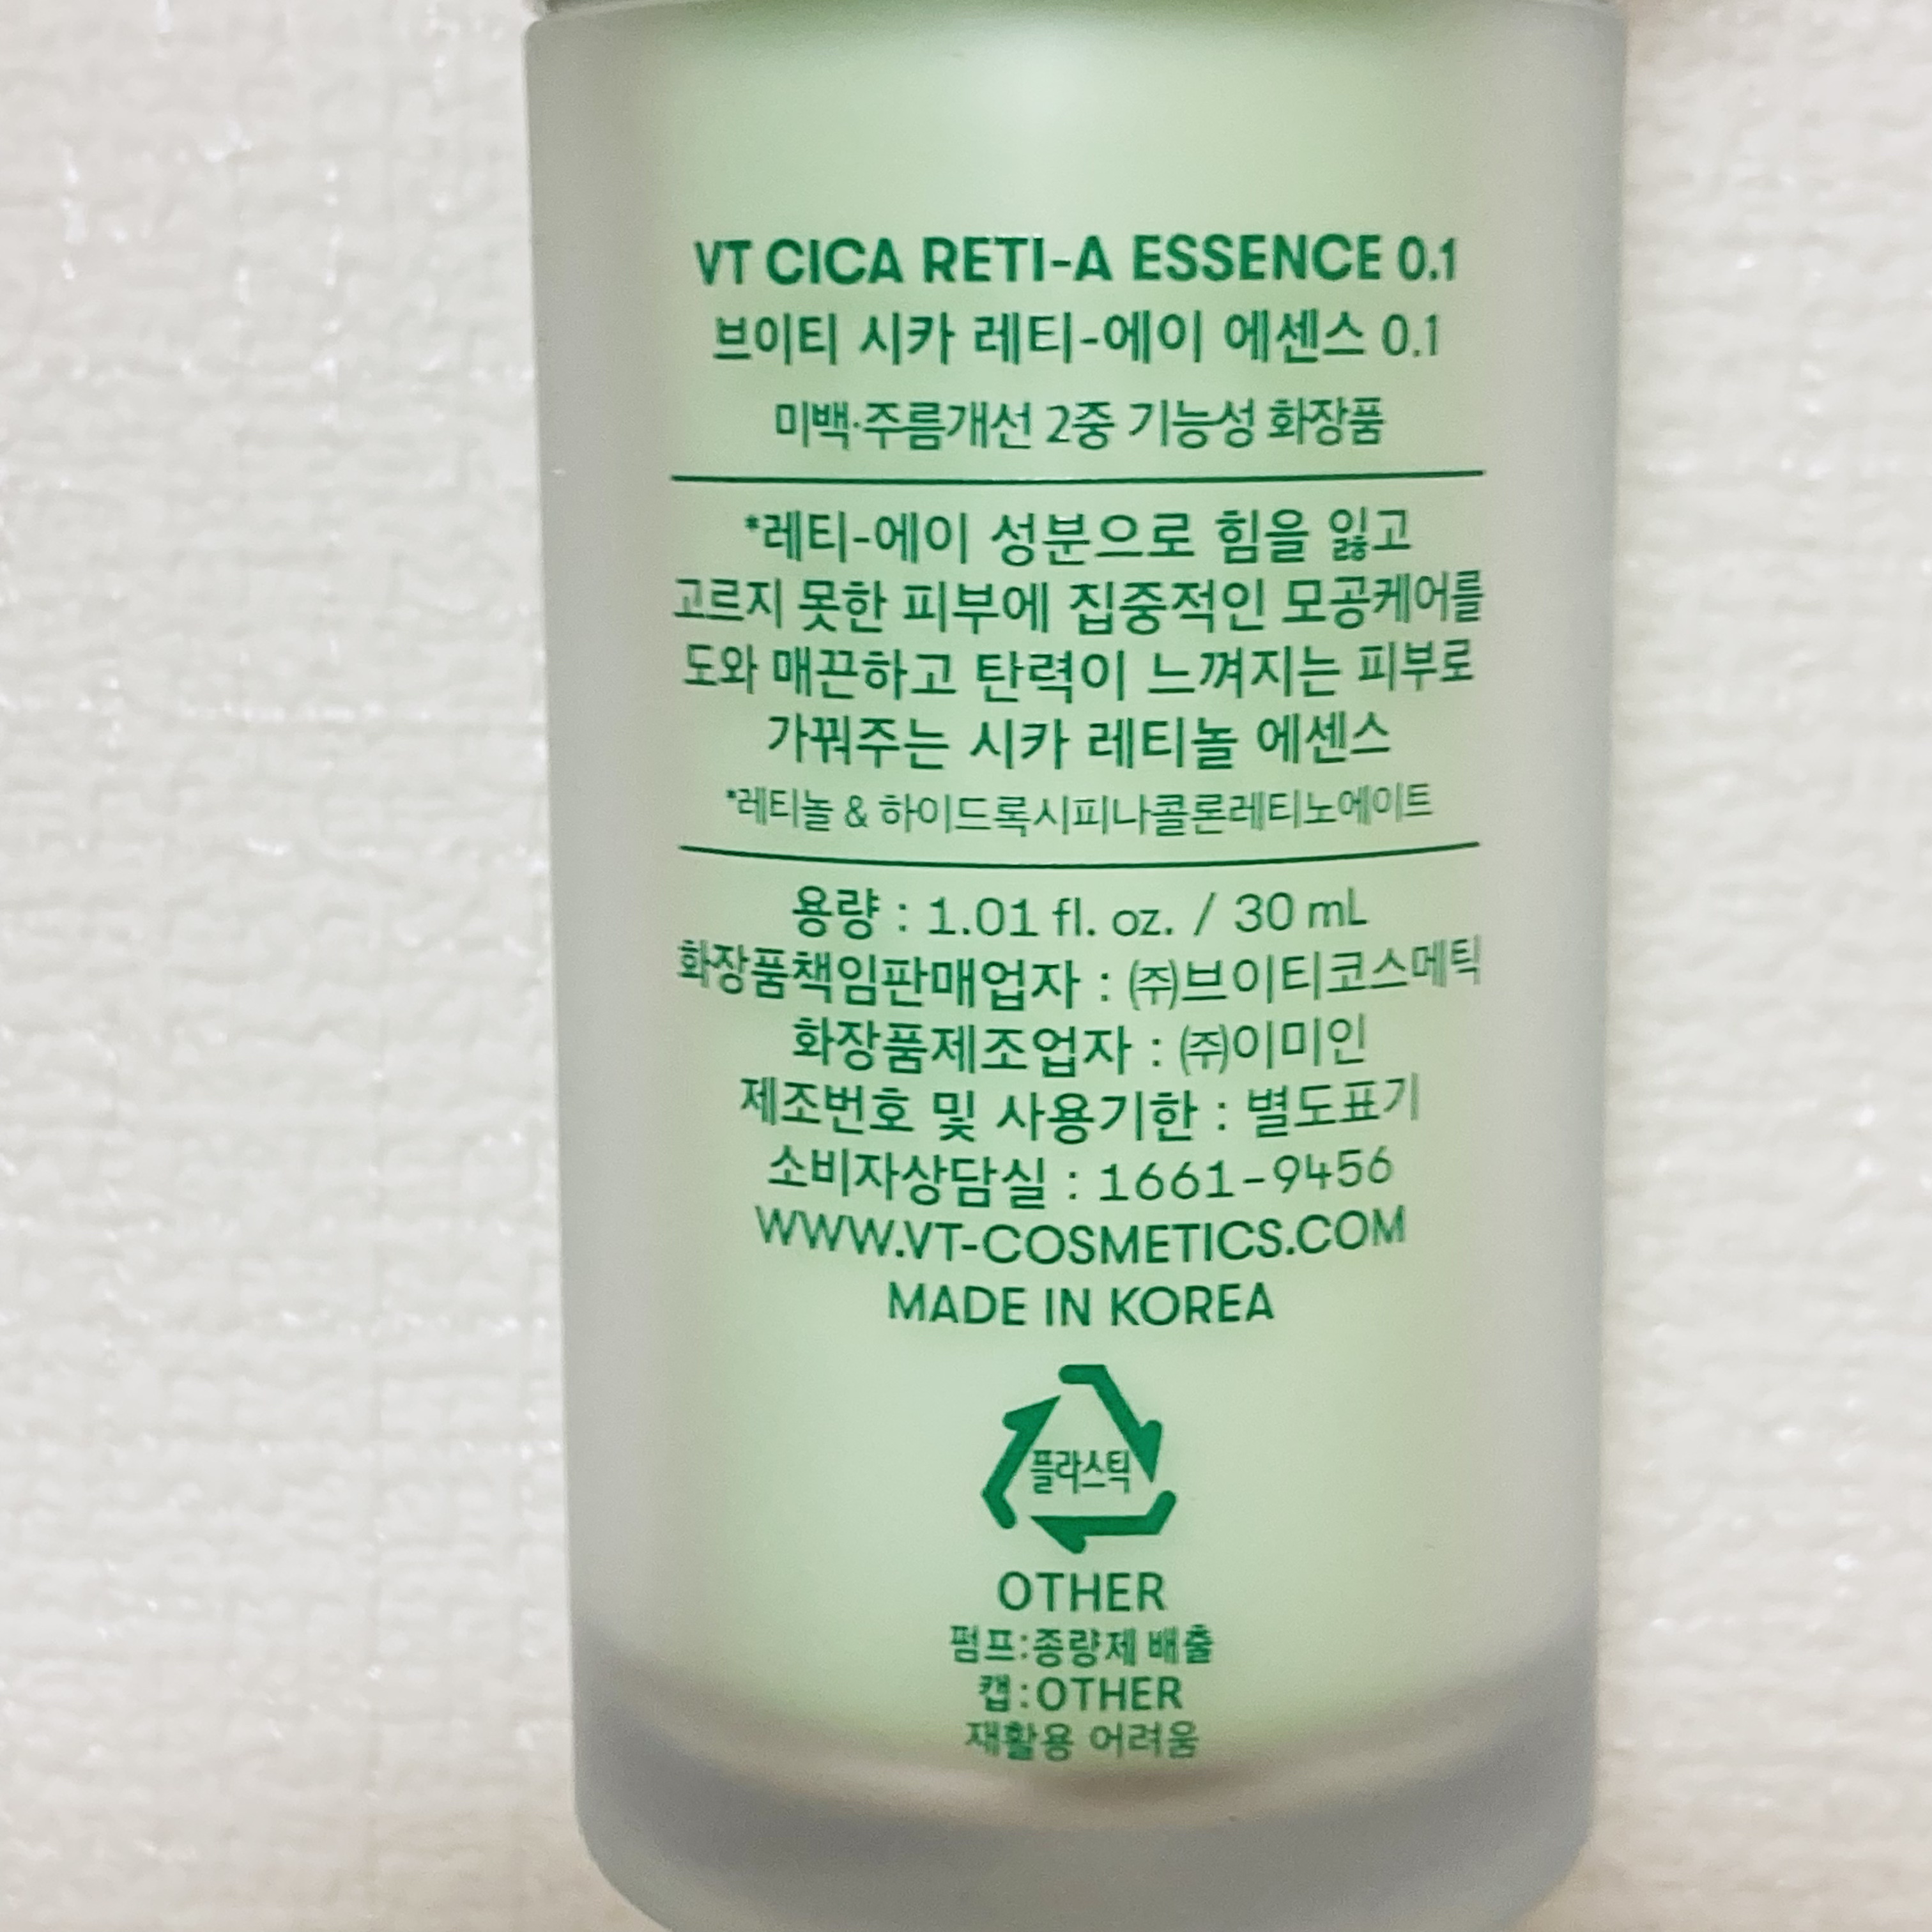 VT CICA RETI-A ESSENCE 0.1
브이티 시카 레티-에이 에센스 0.1
미백·주름개선 2중 기능성 화장품
*레티-에이 성분으로 힘을 잃고
고르지 못한 피부에 집중적인 모공케어를
도와 매끈하고 탄력이 느껴지는 피부로
가꿔주는 시카 레티놀 에센스
*레티놀 & 하이드록시피나콜론레티노에이트
용량 : 1.01 fl. oz. / 30 mL
화장품책임판매업자 : ㈜브이티코스메틱
화장품제조업자 : ㈜이미인
제조번호 및 사용기한 : 별도표기
소비자상담실 : 1661-9456
WWW.VT-COSMETICS.COM
MADE IN KOREA
플라스틱
OTHER
펌프:종량제 배출
캡:OTHER
재활용 어려움